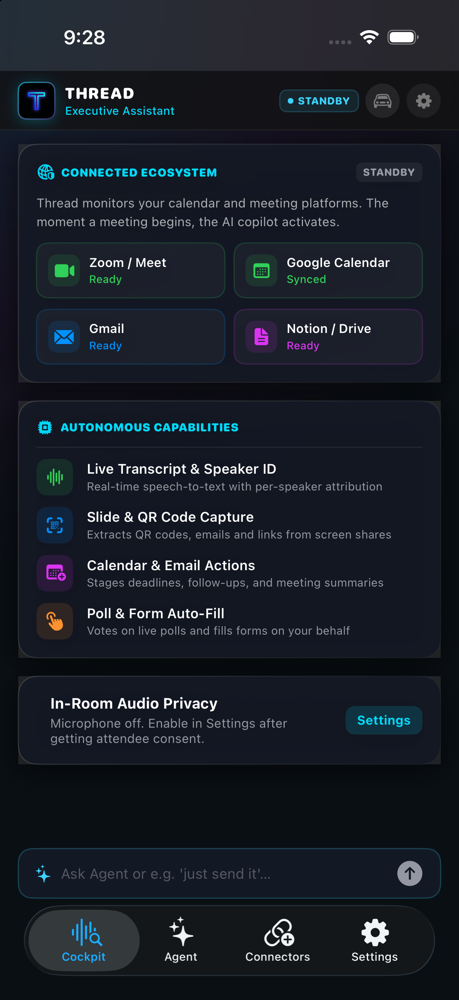 9:28
T
THREAD
Executive Assistant
STANDBY
CONNECTED ECOSYSTEM
STANDBY
Thread monitors your calendar and meeting platforms. The
moment a meeting begins, the AI copilot activates.
Zoom / Meet
Ready
Google Calendar
Synced
Gmail
Ready
Notion / Drive
Ready
AUTONOMOUS CAPABILITIES
Live Transcript & Speaker ID
Real-time speech-to-text with per-speaker attribution
Slide & QR Code Capture
Extracts QR codes, emails and links from screen shares
Calendar & Email Actions
Stages deadlines, follow-ups, and meeting summaries
Poll & Form Auto-Fill
Votes on live polls and fills forms on your behalf
In-Room Audio Privacy
Microphone off. Enable in Settings after
getting attendee consent.
Settings
Ask Agent or e.g. 'just send it'...
Cockpit
Agent
Connectors
Settings